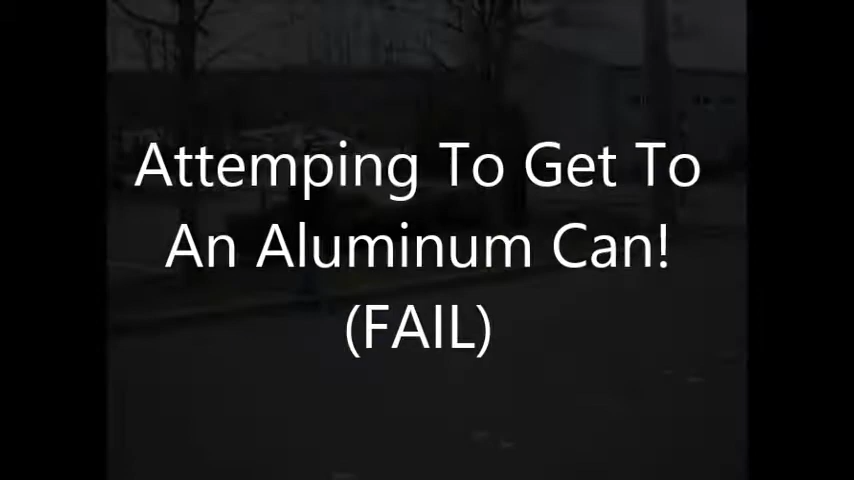 Attemping To Get To
An Aluminum Can!
(FAIL)